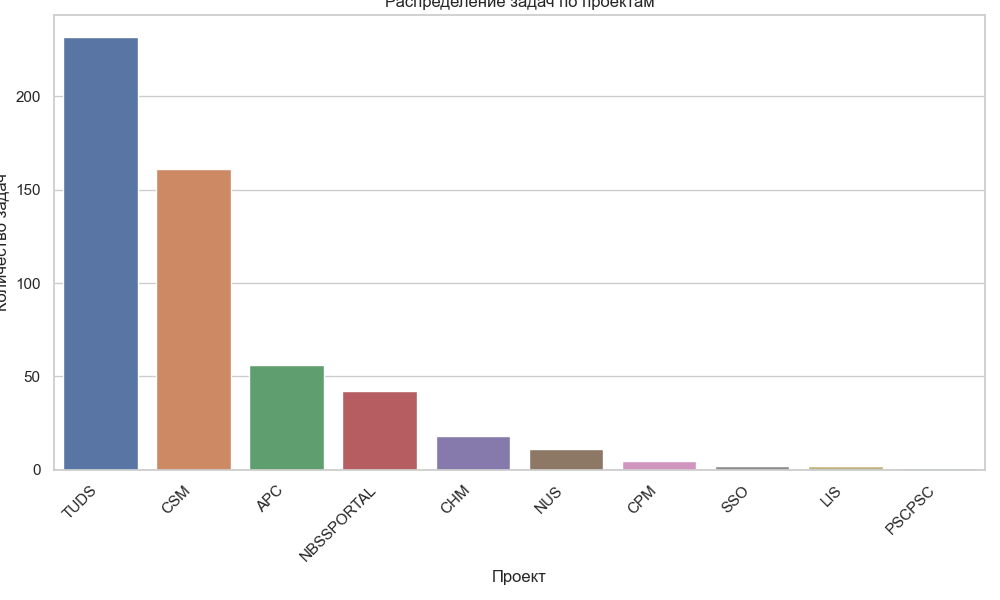 Распределение задач по проектам
Количество задач
200
150
100
50
0
TUDS
CSM
APC
NBSSPORTAL
CHM
NUS
CPM
SSO
LIS
PSCPSC
Проект